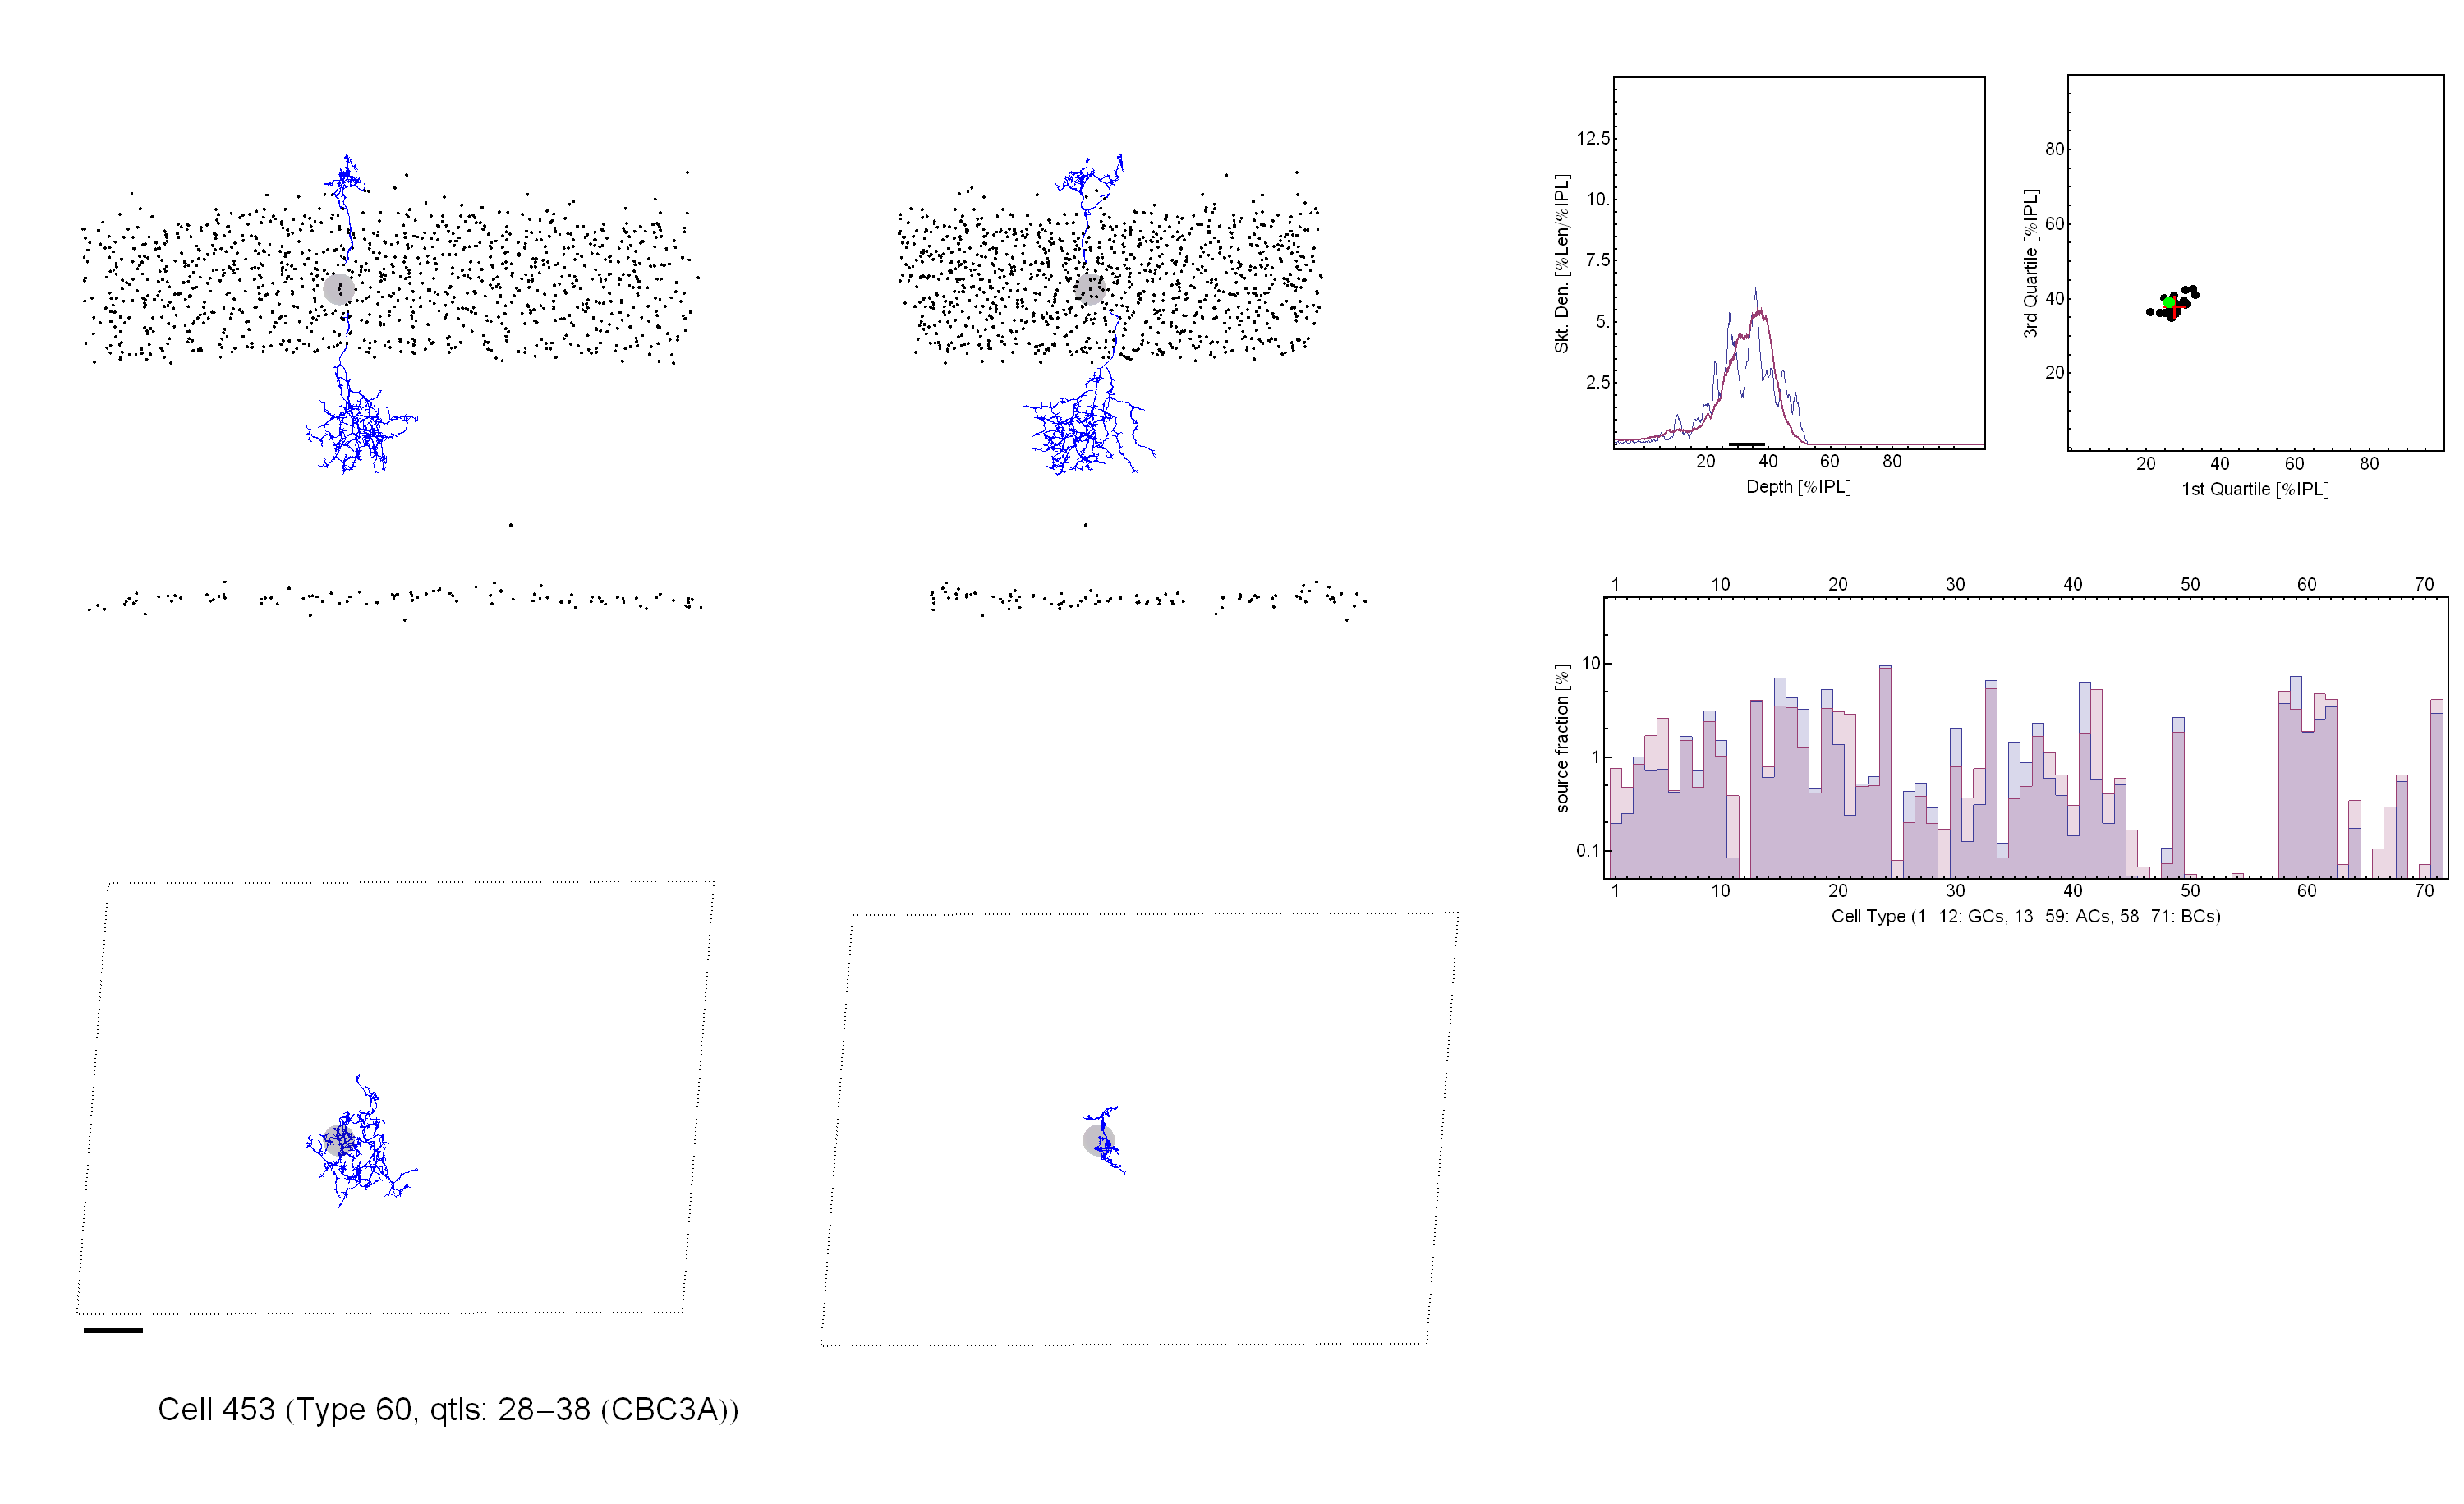 12.5
10.
7.5
5.
2.5
Skt. Den. [%Len/%IPL]
20 40 60 80
Depth [%IPL]
80
60
40
20
3rd Quartile [%IPL]
20 40 60 80
1st Quartile [%IPL]
1 10 20 30 40 50 60 70
10
1
0.1
source fraction [%]
1 10 20 30 40 50 60 70
Cell Type (1–12: GCs, 13–59: ACs, 58–71: BCs)
Cell 453 (Type 60, qtls: 28–38 (CBC3A))